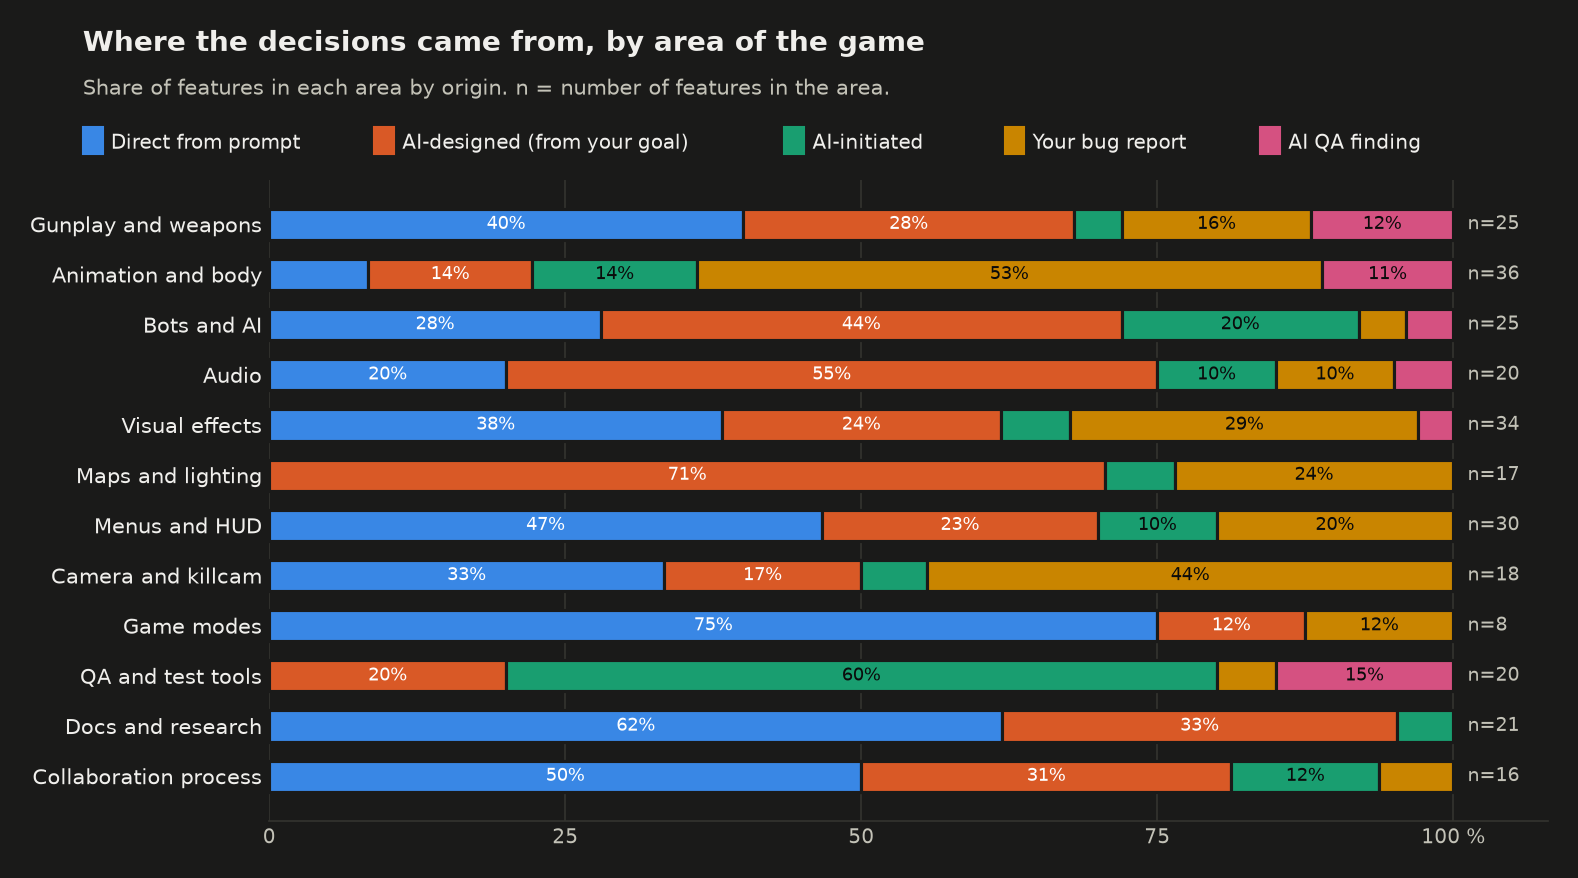 Where the decisions came from, by area of the game
Share of features in each area by origin. n = number of features in the area.
Direct from prompt AI-designed (from your goal) AI-initiated Your bug report AI QA finding
Gunplay and weapons 40% 28% 16% 12% n=25
Animation and body 14% 14% 53% 11% n=36
Bots and AI 28% 44% 20% n=25
Audio 20% 55% 10% 10% n=20
Visual effects 38% 24% 29% n=34
Maps and lighting 71% 24% n=17
Menus and HUD 47% 23% 10% 20% n=30
Camera and killcam 33% 17% 44% n=18
Game modes 75% 12% 12% n=8
QA and test tools 20% 60% 15% n=20
Docs and research 62% 33% n=21
Collaboration process 50% 31% 12% n=16
0 25 50 75 100 %